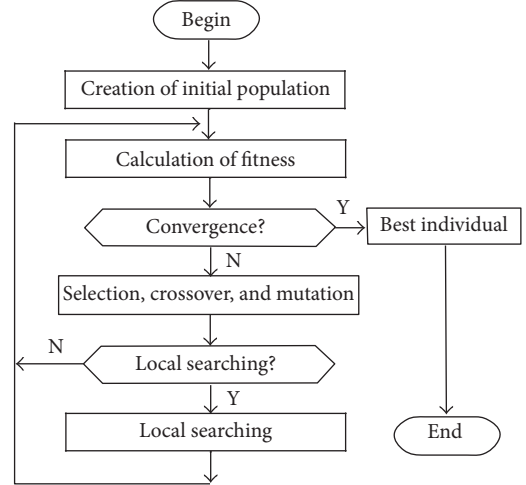 Begin
Creation of initial population
Calculation of fitness
Convergence?
Y
Best individual
N
Selection, crossover, and mutation
N
Local searching?
Y
Local searching
End